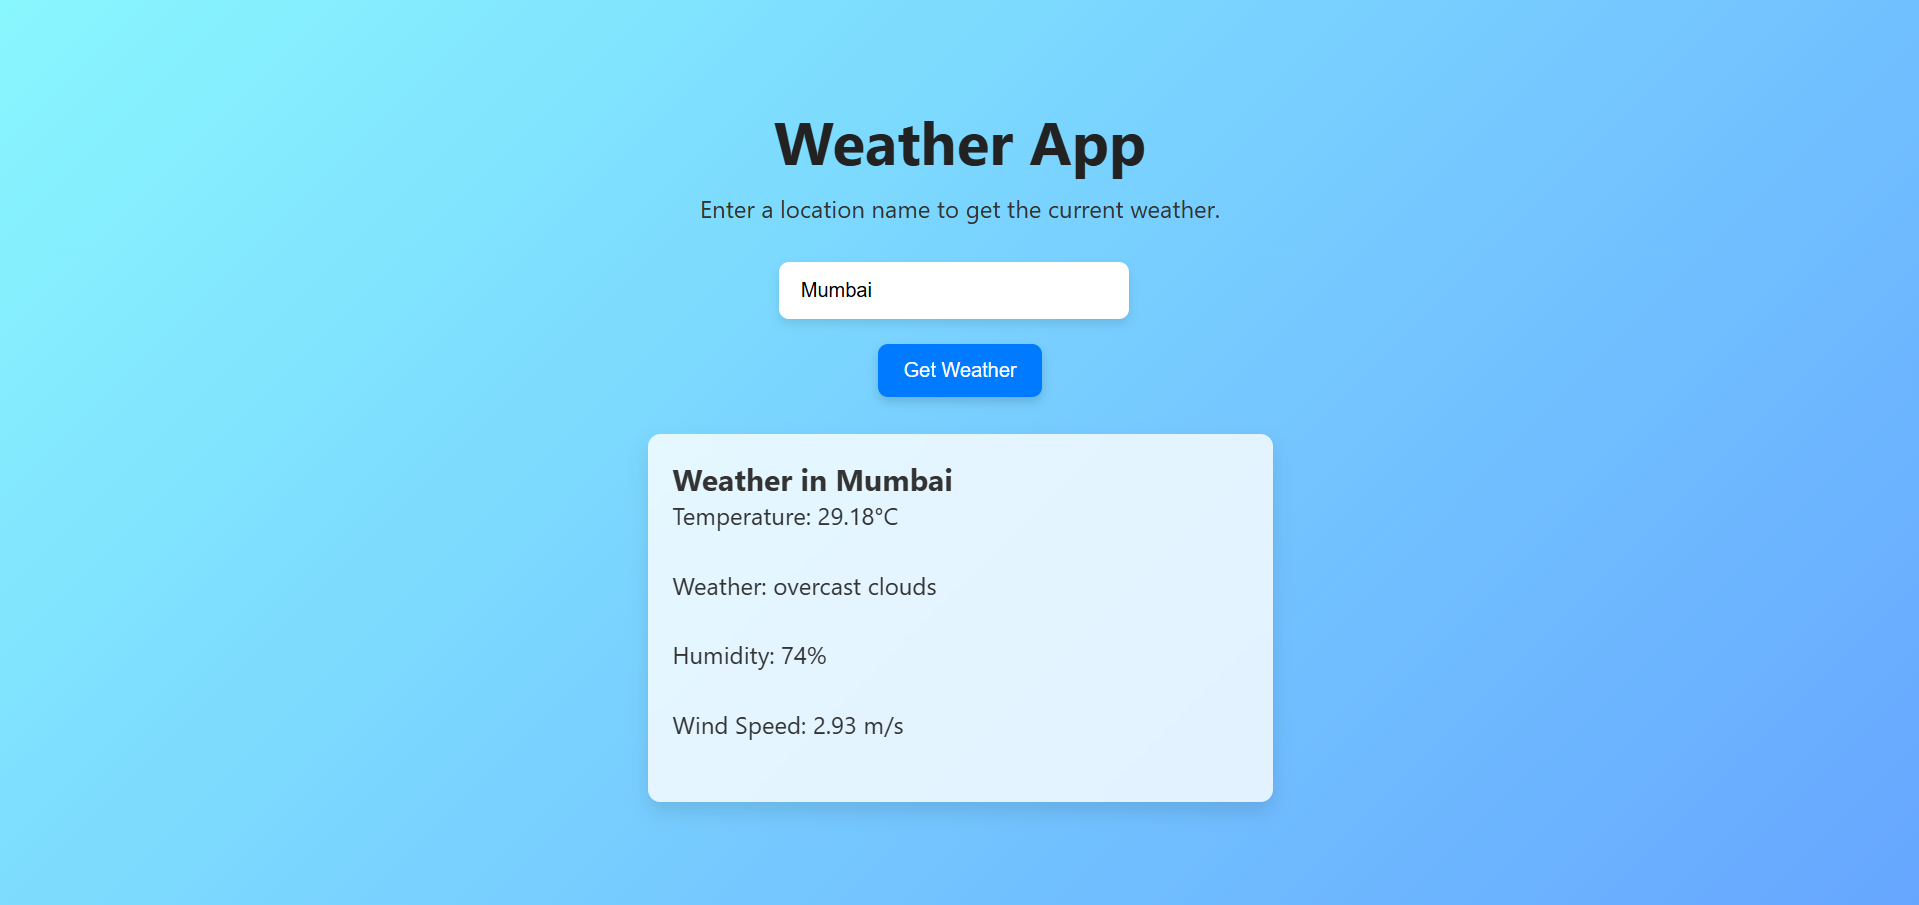 Weather App
Enter a location name to get the current weather.
Mumbai
Get Weather
Weather in Mumbai
Temperature: 29.18°C
Weather: overcast clouds
Humidity: 74%
Wind Speed: 2.93 m/s